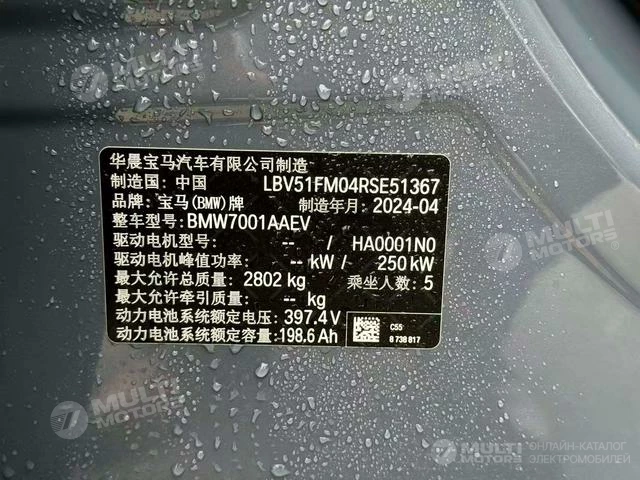 华晨宝马汽车有限公司制造
制造国: 中国 LBV51FM04RSE51367
品牌: 宝马(BMW)牌 制造年月: 2024-04
整车型号: BMW7001AAEV
驱动电机型号: -- / HA0001N0
驱动电机峰值功率: -- kW / 250 kW
最大允许总质量: 2802 kg 乘坐人数: 5
最大允许牵引质量: -- kg
动力电池系统额定电压: 397.4 V
动力电池系统额定容量: 198.6 Ah
C55
8 738 817
MULTI MOTORS
MULTI MOTORS
MULTI MOTORS
MULTI MOTORS
MULTI MOTORS
ОНЛАЙН-КАТАЛОГ
ЭЛЕКТРОМОБИЛЕЙ